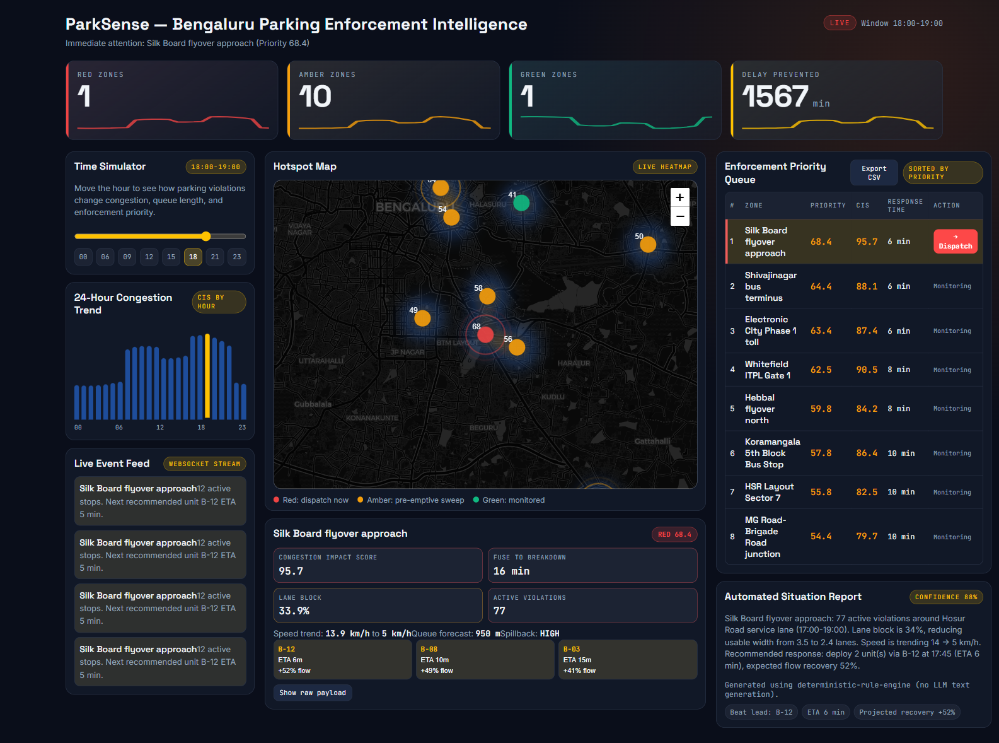 ParkSense — Bengaluru Parking Enforcement Intelligence
Immediate attention: Silk Board flyover approach (Priority 68.4)
LIVE
Window 18:00-19:00
RED ZONES
1
AMBER ZONES
10
GREEN ZONES
1
DELAY PREVENTED
1567 min
Time Simulator
18:00-19:00
Move the hour to see how parking violations
change congestion, queue length, and
enforcement priority.
00 06 09 12 15 18 21 23
24-Hour Congestion
Trend
CIS BY
HOUR
00 06 12 18 23
Live Event Feed
WEBSOCKET STREAM
Silk Board flyover approach12 active
stops. Next recommended unit B-12 ETA
5 min.
Silk Board flyover approach12 active
stops. Next recommended unit B-12 ETA
5 min.
Silk Board flyover approach12 active
stops. Next recommended unit B-12 ETA
5 min.
Silk Board flyover approach12 active
stops. Next recommended unit B-12 ETA
5 min.
Hotspot Map
LIVE HEATMAP
41
BENGALURU
HALASURU
54
VIJAYA
NAGAR
50
58
49
68
56
BTM LAYOUT
JP NAGAR
UTTARAHALLI
HARALUR
KUDLU
Gubbalala
KONANAKUNTE
BEGURU
Gattahalli
+
−
Red: dispatch now
Amber: pre-emptive sweep
Green: monitored
Silk Board flyover approach
RED 68.4
CONGESTION IMPACT SCORE
95.7
FUSE TO BREAKDOWN
16 min
LANE BLOCK
33.9%
ACTIVE VIOLATIONS
77
Speed trend: 13.9 km/h to 5 km/hQueue forecast: 950 mSpillback: HIGH
B-12
ETA 6m
+52% flow
B-08
ETA 10m
+49% flow
B-03
ETA 15m
+41% flow
Show raw payload
Enforcement Priority
Queue
Export
CSV
SORTED BY
PRIORITY
# ZONE PRIORITY CIS RESPONSE TIME ACTION
1 Silk Board flyover approach 68.4 95.7 6 min → Dispatch
2 Shivajinagar bus terminus 64.4 88.1 6 min Monitoring
3 Electronic City Phase 1 toll 63.4 87.4 6 min Monitoring
4 Whitefield ITPL Gate 1 62.5 90.5 8 min Monitoring
5 Hebbal flyover north 59.8 84.2 8 min Monitoring
6 Koramangala 5th Block Bus Stop 57.8 86.4 10 min Monitoring
7 HSR Layout Sector 7 55.8 82.5 10 min Monitoring
8 MG Road-Brigade Road junction 54.4 79.7 10 min Monitoring
Automated Situation Report
CONFIDENCE 88%
Silk Board flyover approach: 77 active violations around Hosur
Road service lane (17:00-19:00). Lane block is 34%, reducing
usable width from 3.5 to 2.4 lanes. Speed is trending 14 → 5 km/h.
Recommended response: deploy 2 unit(s) via B-12 at 17:45 (ETA 6
min), expected flow recovery 52%.
Generated using deterministic-rule-engine (no LLM text
generation).
Beat lead: B-12
ETA 6 min
Projected recovery +52%